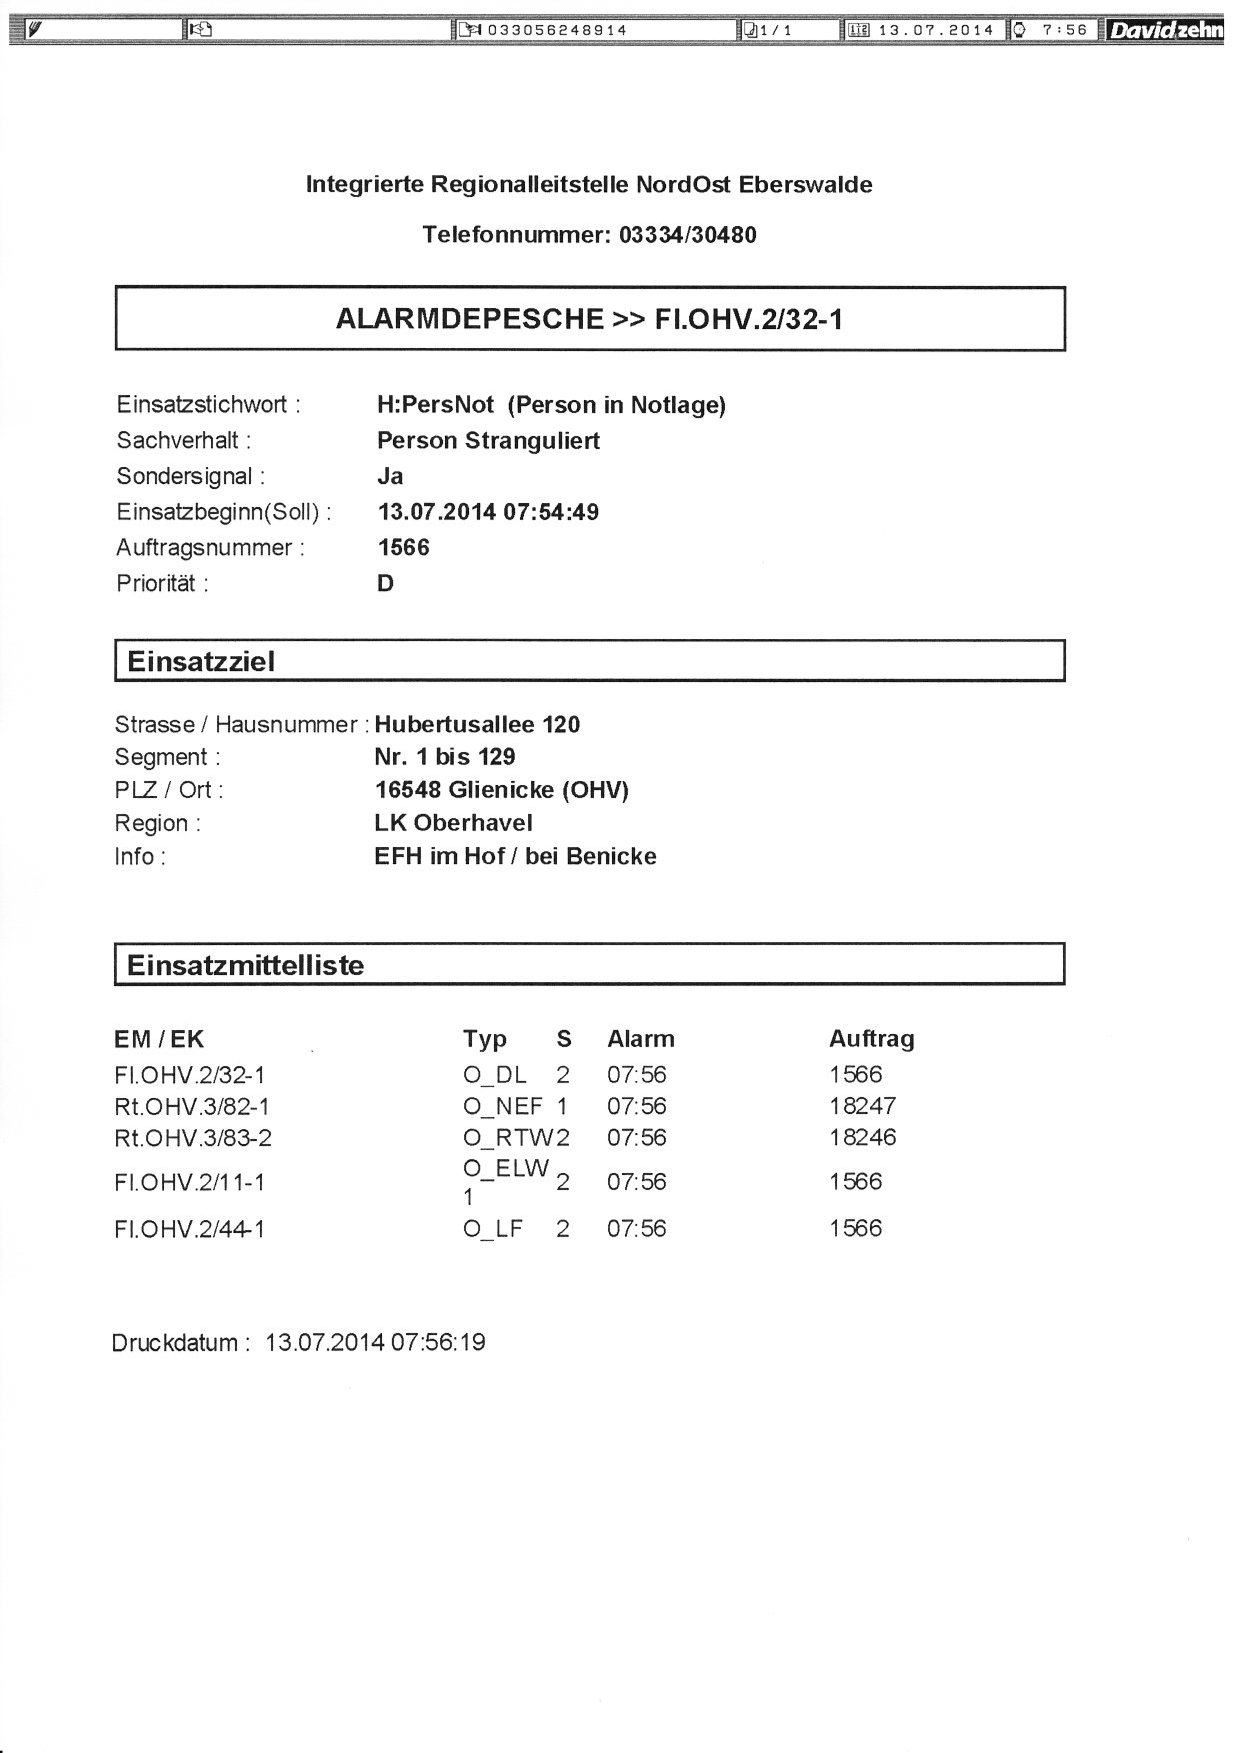 033056248914 1/1 13.07.2014 7:56 Davidzehn
Integrierte Regionalleitstelle NordOst Eberswalde
Telefonnummer: 03334/30480
ALARMDEPESCHE >> Fl.OHV.2/32-1
Einsatzstichwort : H:PersNot (Person in Notlage)
Sachverhalt : Person Stranguliert
Sondersignal : Ja
Einsatzbeginn(Soll) : 13.07.2014 07:54:49
Auftragsnummer : 1566
Priorität : D
Einsatzziel
Strasse / Hausnummer : Hubertusallee 120
Segment : Nr. 1 bis 129
PLZ / Ort : 16548 Glienicke (OHV)
Region : LK Oberhavel
Info : EFH im Hof / bei Benicke
Einsatzmittelliste
EM / EK Typ S Alarm Auftrag
Fl.OHV.2/32-1 O_DL 2 07:56 1566
Rt.OHV.3/82-1 O_NEF 1 07:56 18247
Rt.OHV.3/83-2 O_RTW 2 07:56 18246
Fl.OHV.2/11-1 O_ELW 2 07:56 1566
1
Fl.OHV.2/44-1 O_LF 2 07:56 1566
Druckdatum : 13.07.2014 07:56:19